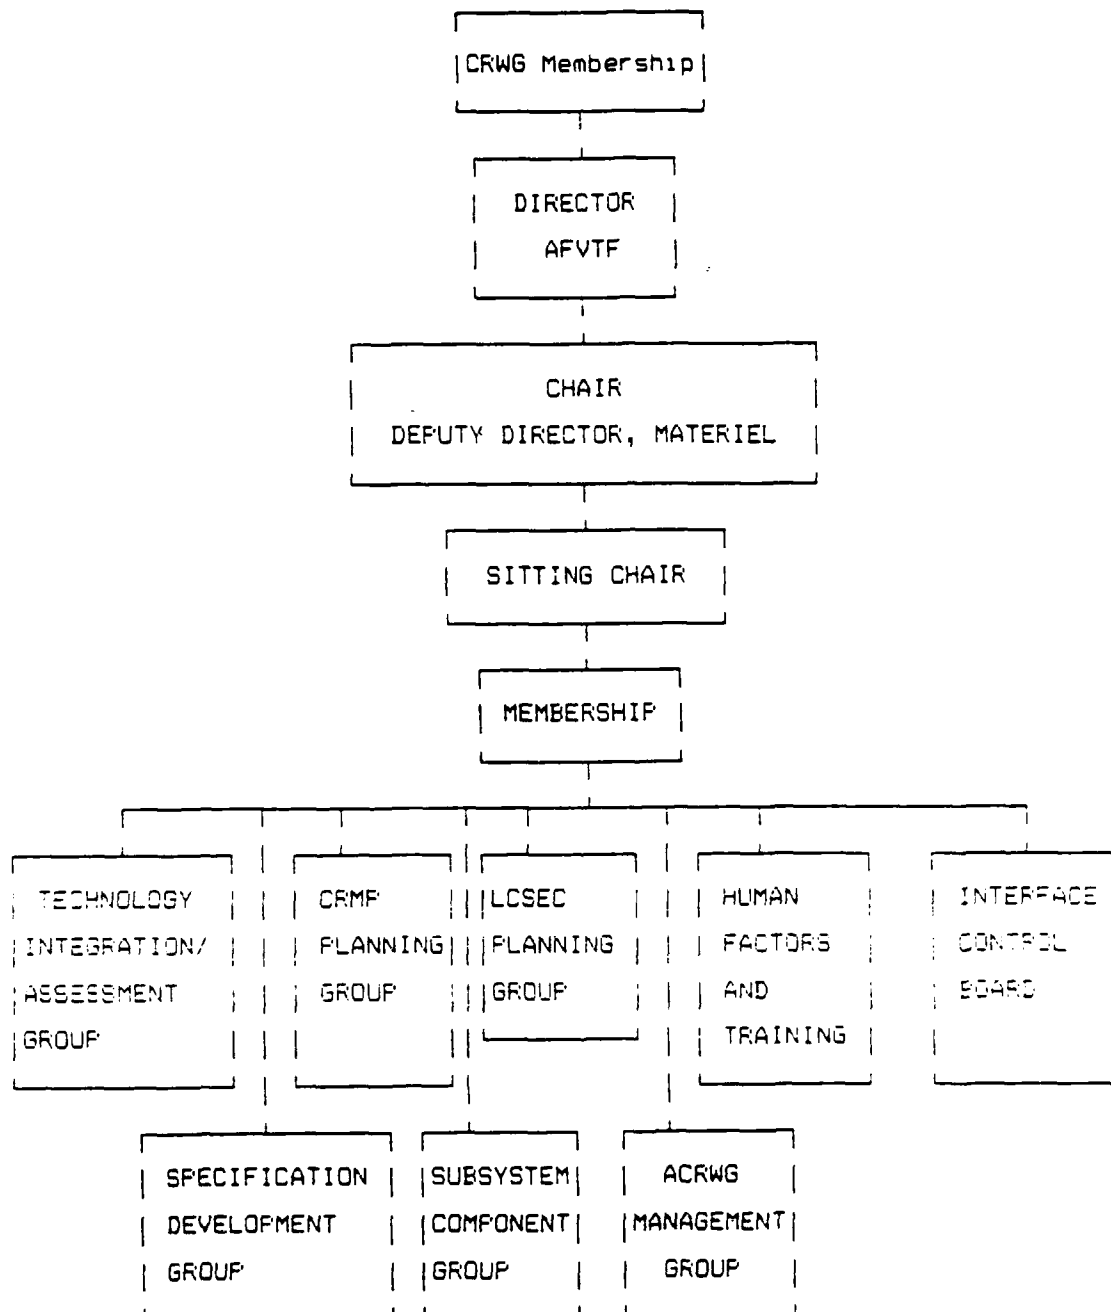 CRWG Membership
DIRECTOR
AFVTF
CHAIR
DEPUTY DIRECTOR, MATERIEL
SITTING CHAIR
MEMBERSHIP
TECHNOLOGY
INTEGRATION/
ASSESSMENT
GROUP
CRMP
PLANNING
GROUP
LCSEC
PLANNING
GROUP
HUMAN
FACTORS
AND
TRAINING
INTERFACE
CONTROL
BOARD
SPECIFICATION
DEVELOPMENT
GROUP
SUBSYSTEM
COMPONENT
GROUP
ACRWG
MANAGEMENT
GROUP